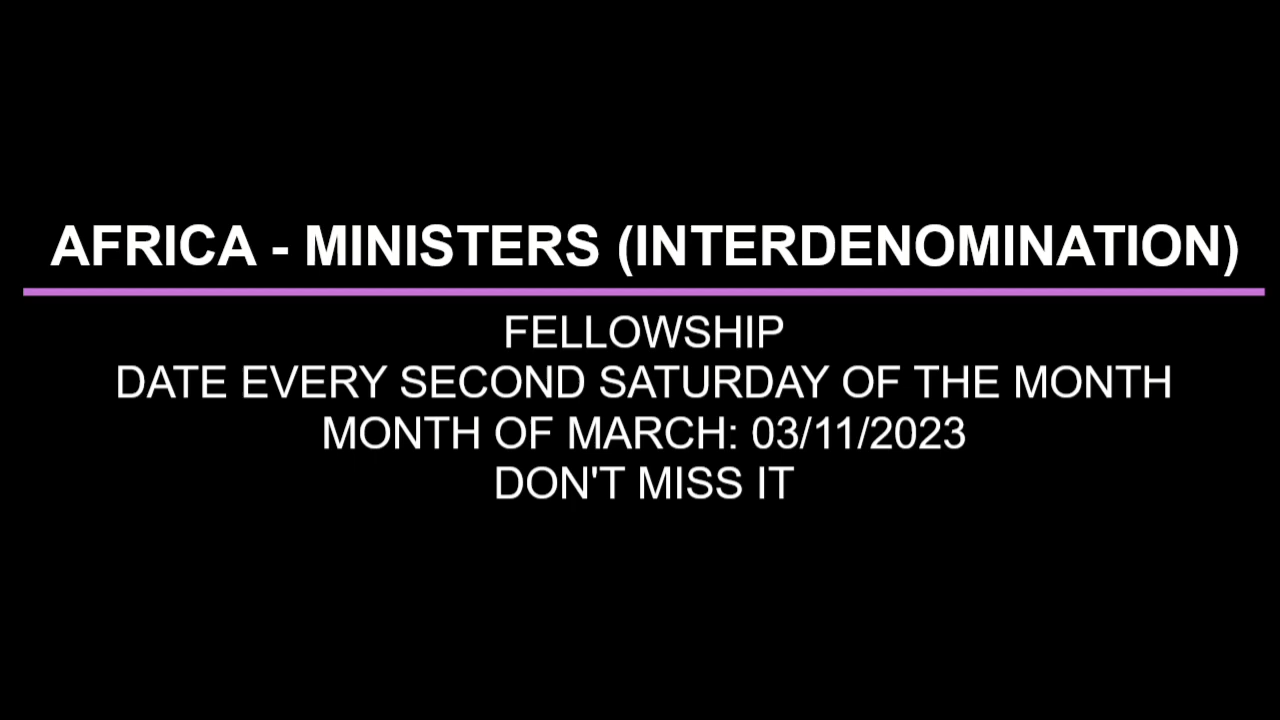 AFRICA - MINISTERS (INTERDENOMINATION)
FELLOWSHIP
DATE EVERY SECOND SATURDAY OF THE MONTH
MONTH OF MARCH: 03/11/2023
DON'T MISS IT